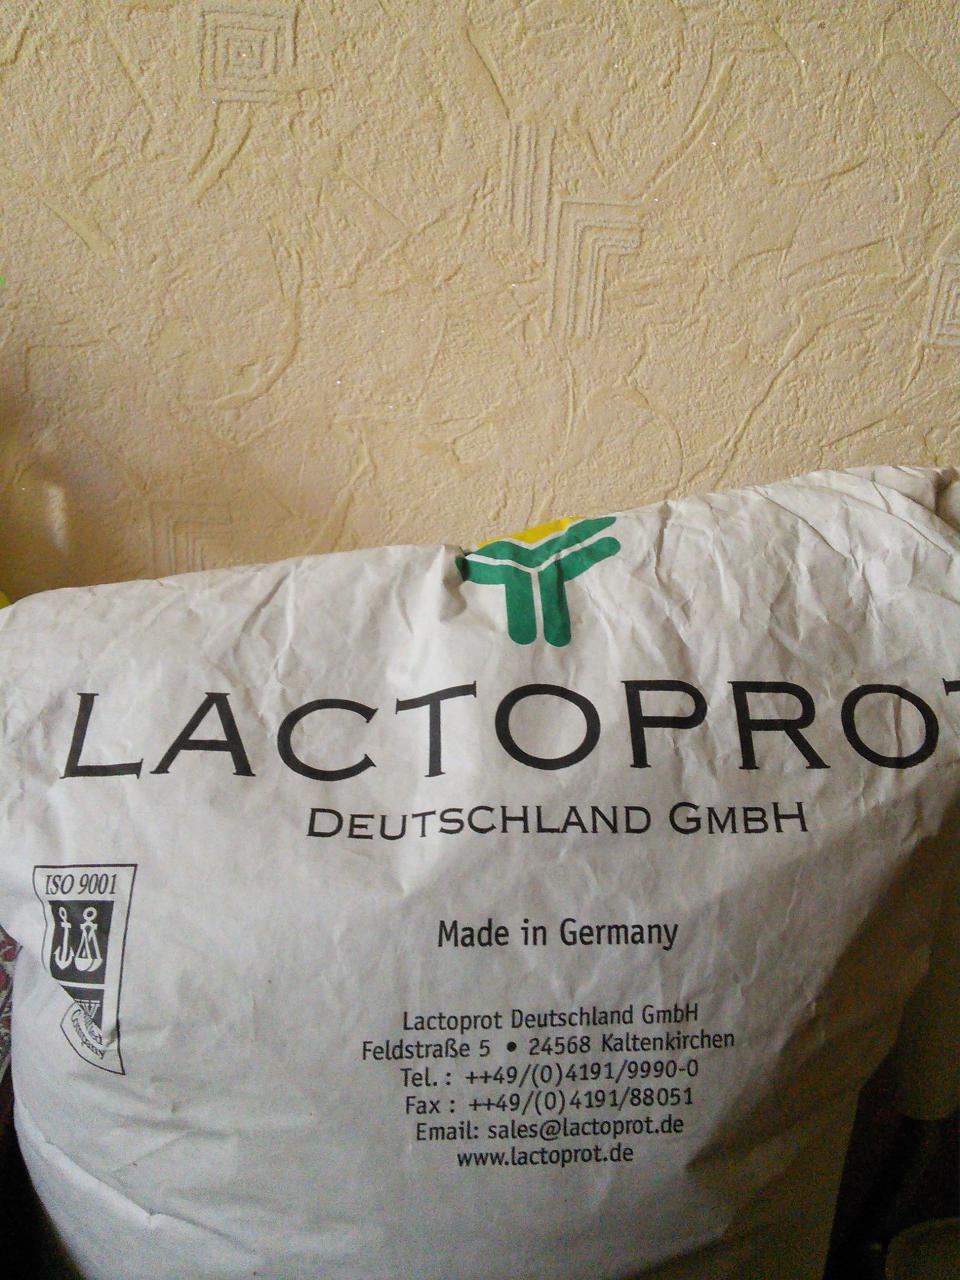 LACTOPROT
DEUTSCHLAND GMBH
ISO 9001
Made in Germany
Lactoprot Deutschland GmbH
Feldstraße 5 • 24568 Kaltenkirchen
Tel. : ++49/(0)4191/9990-0
Fax : ++49/(0)4191/88051
Email: sales@lactoprot.de
www.lactoprot.de